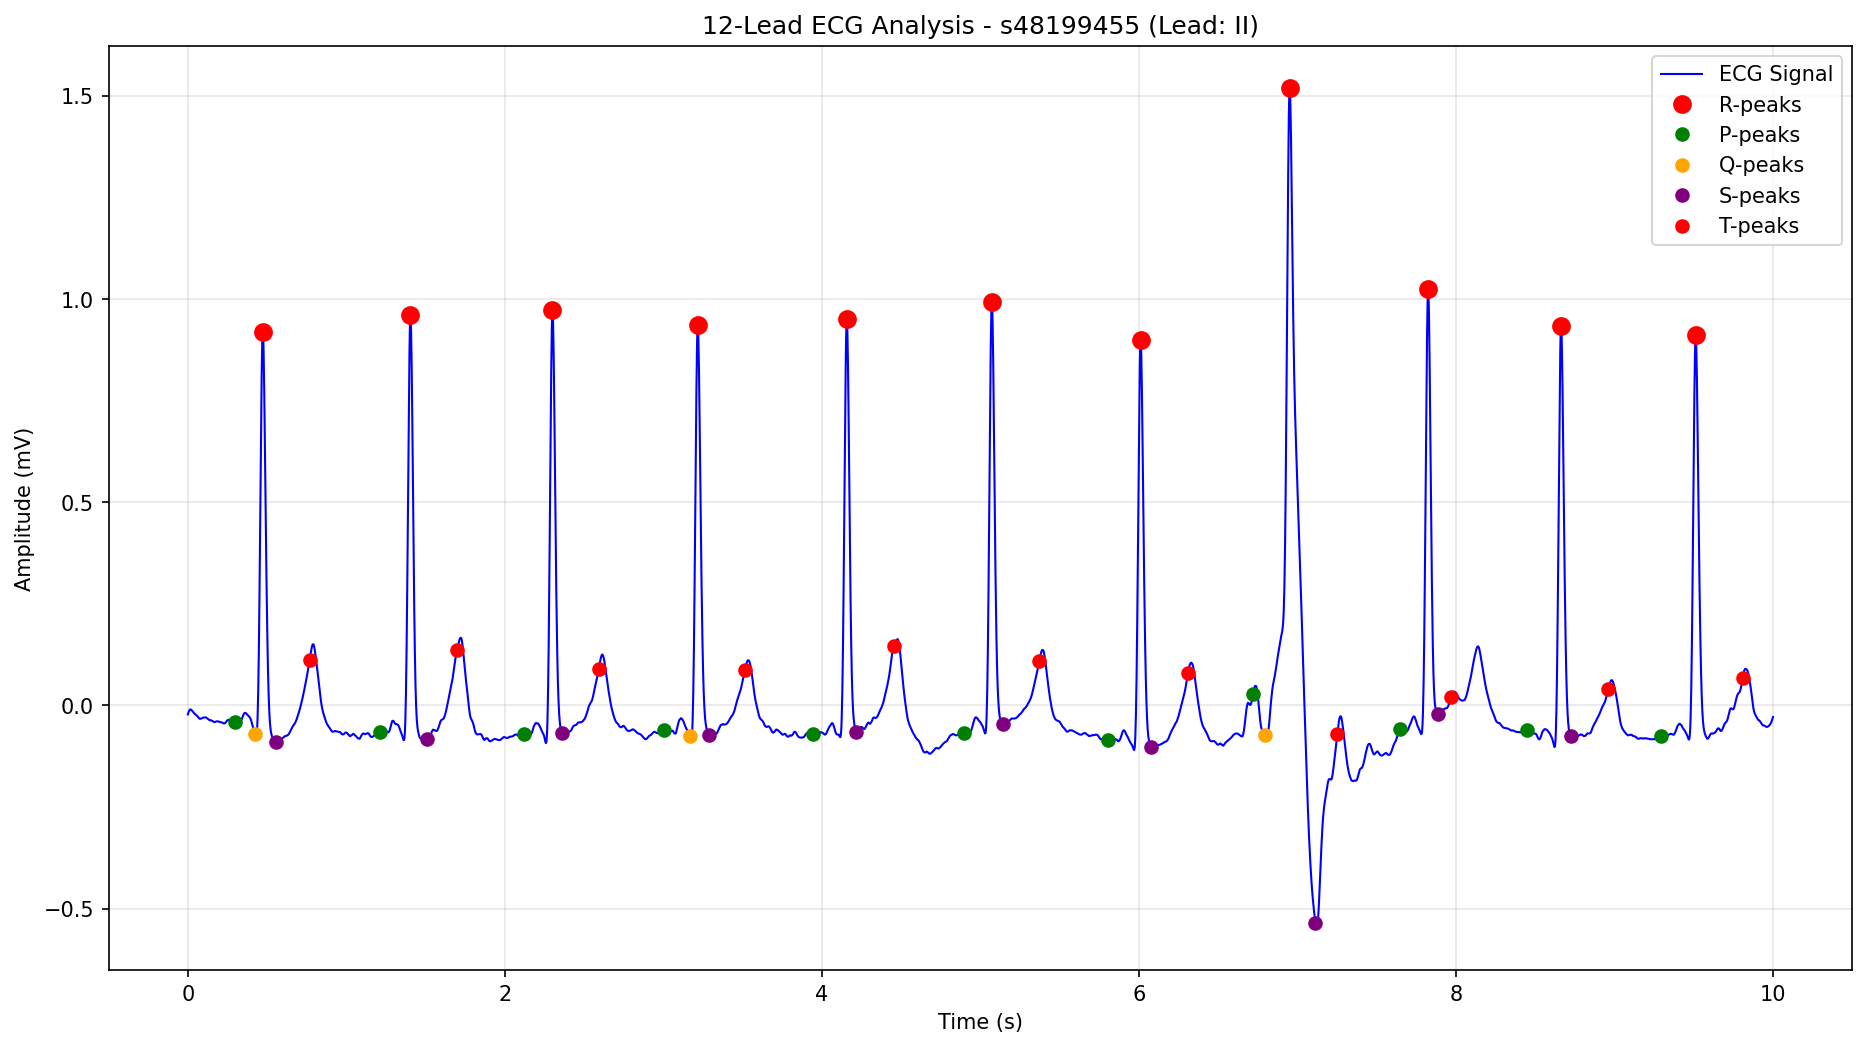 12-Lead ECG Analysis - s48199455 (Lead: II)
ECG Signal
R-peaks
P-peaks
Q-peaks
S-peaks
T-peaks
Amplitude (mV)
1.5
1.0
0.5
0.0
−0.5
0 2 4 6 8 10
Time (s)